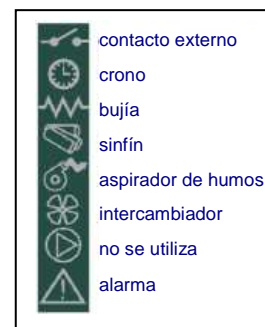 contacto externo
crono
bujía
sinfín
aspirador de humos
intercambiador
no se utiliza
alarma